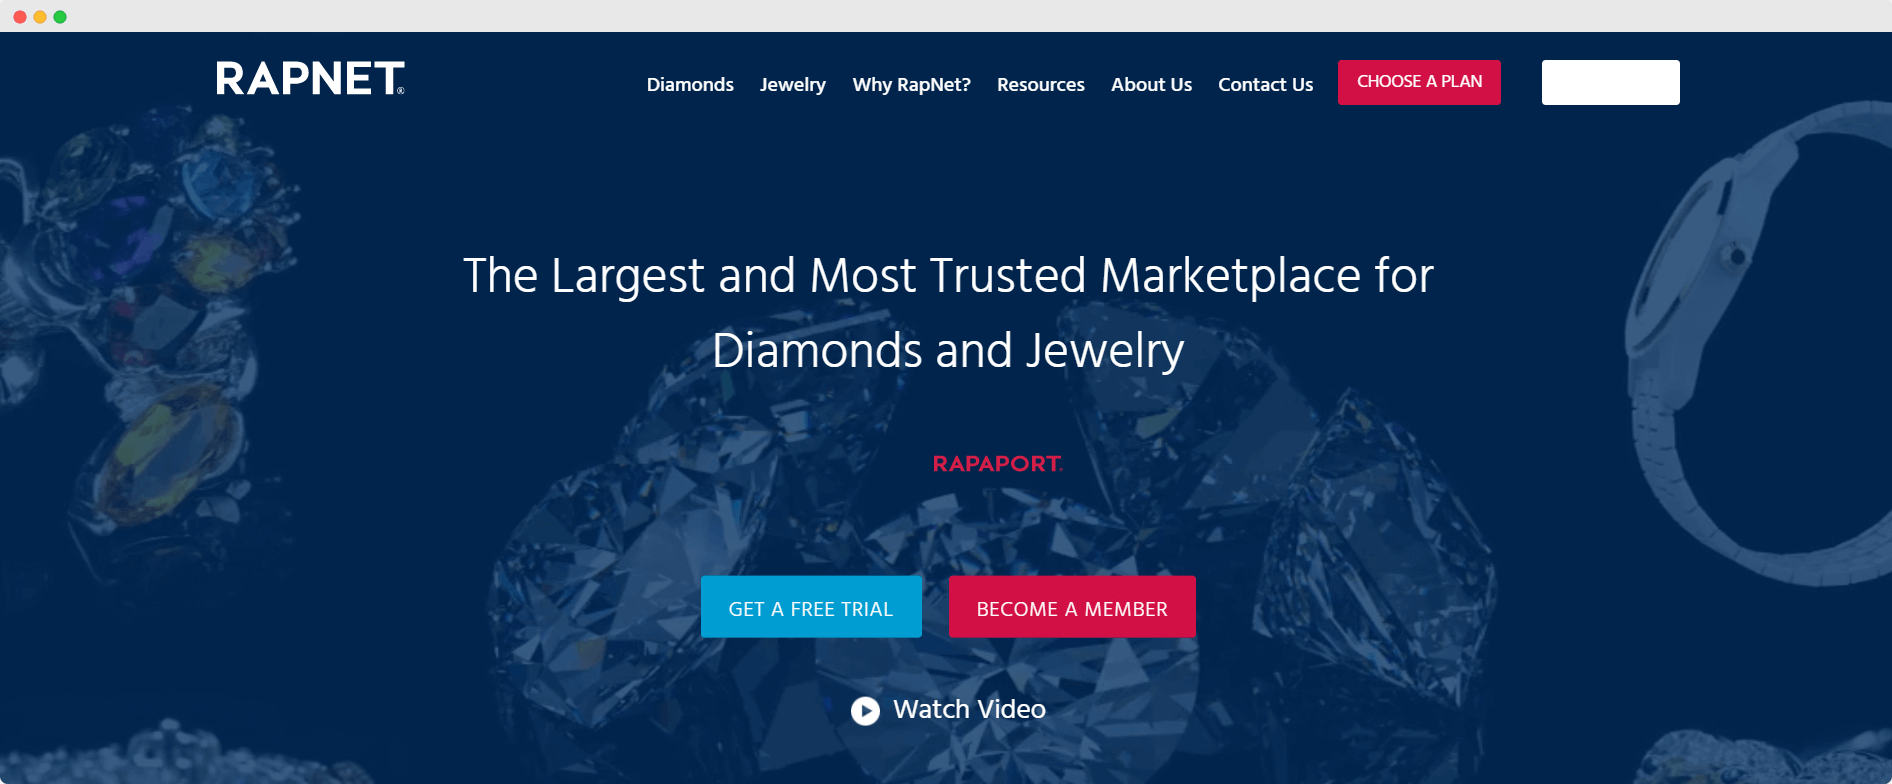 RAPNET®
Diamonds Jewelry Why RapNet? Resources About Us Contact Us CHOOSE A PLAN
The Largest and Most Trusted Marketplace for
Diamonds and Jewelry
RAPAPORT
GET A FREE TRIAL BECOME A MEMBER
Watch Video